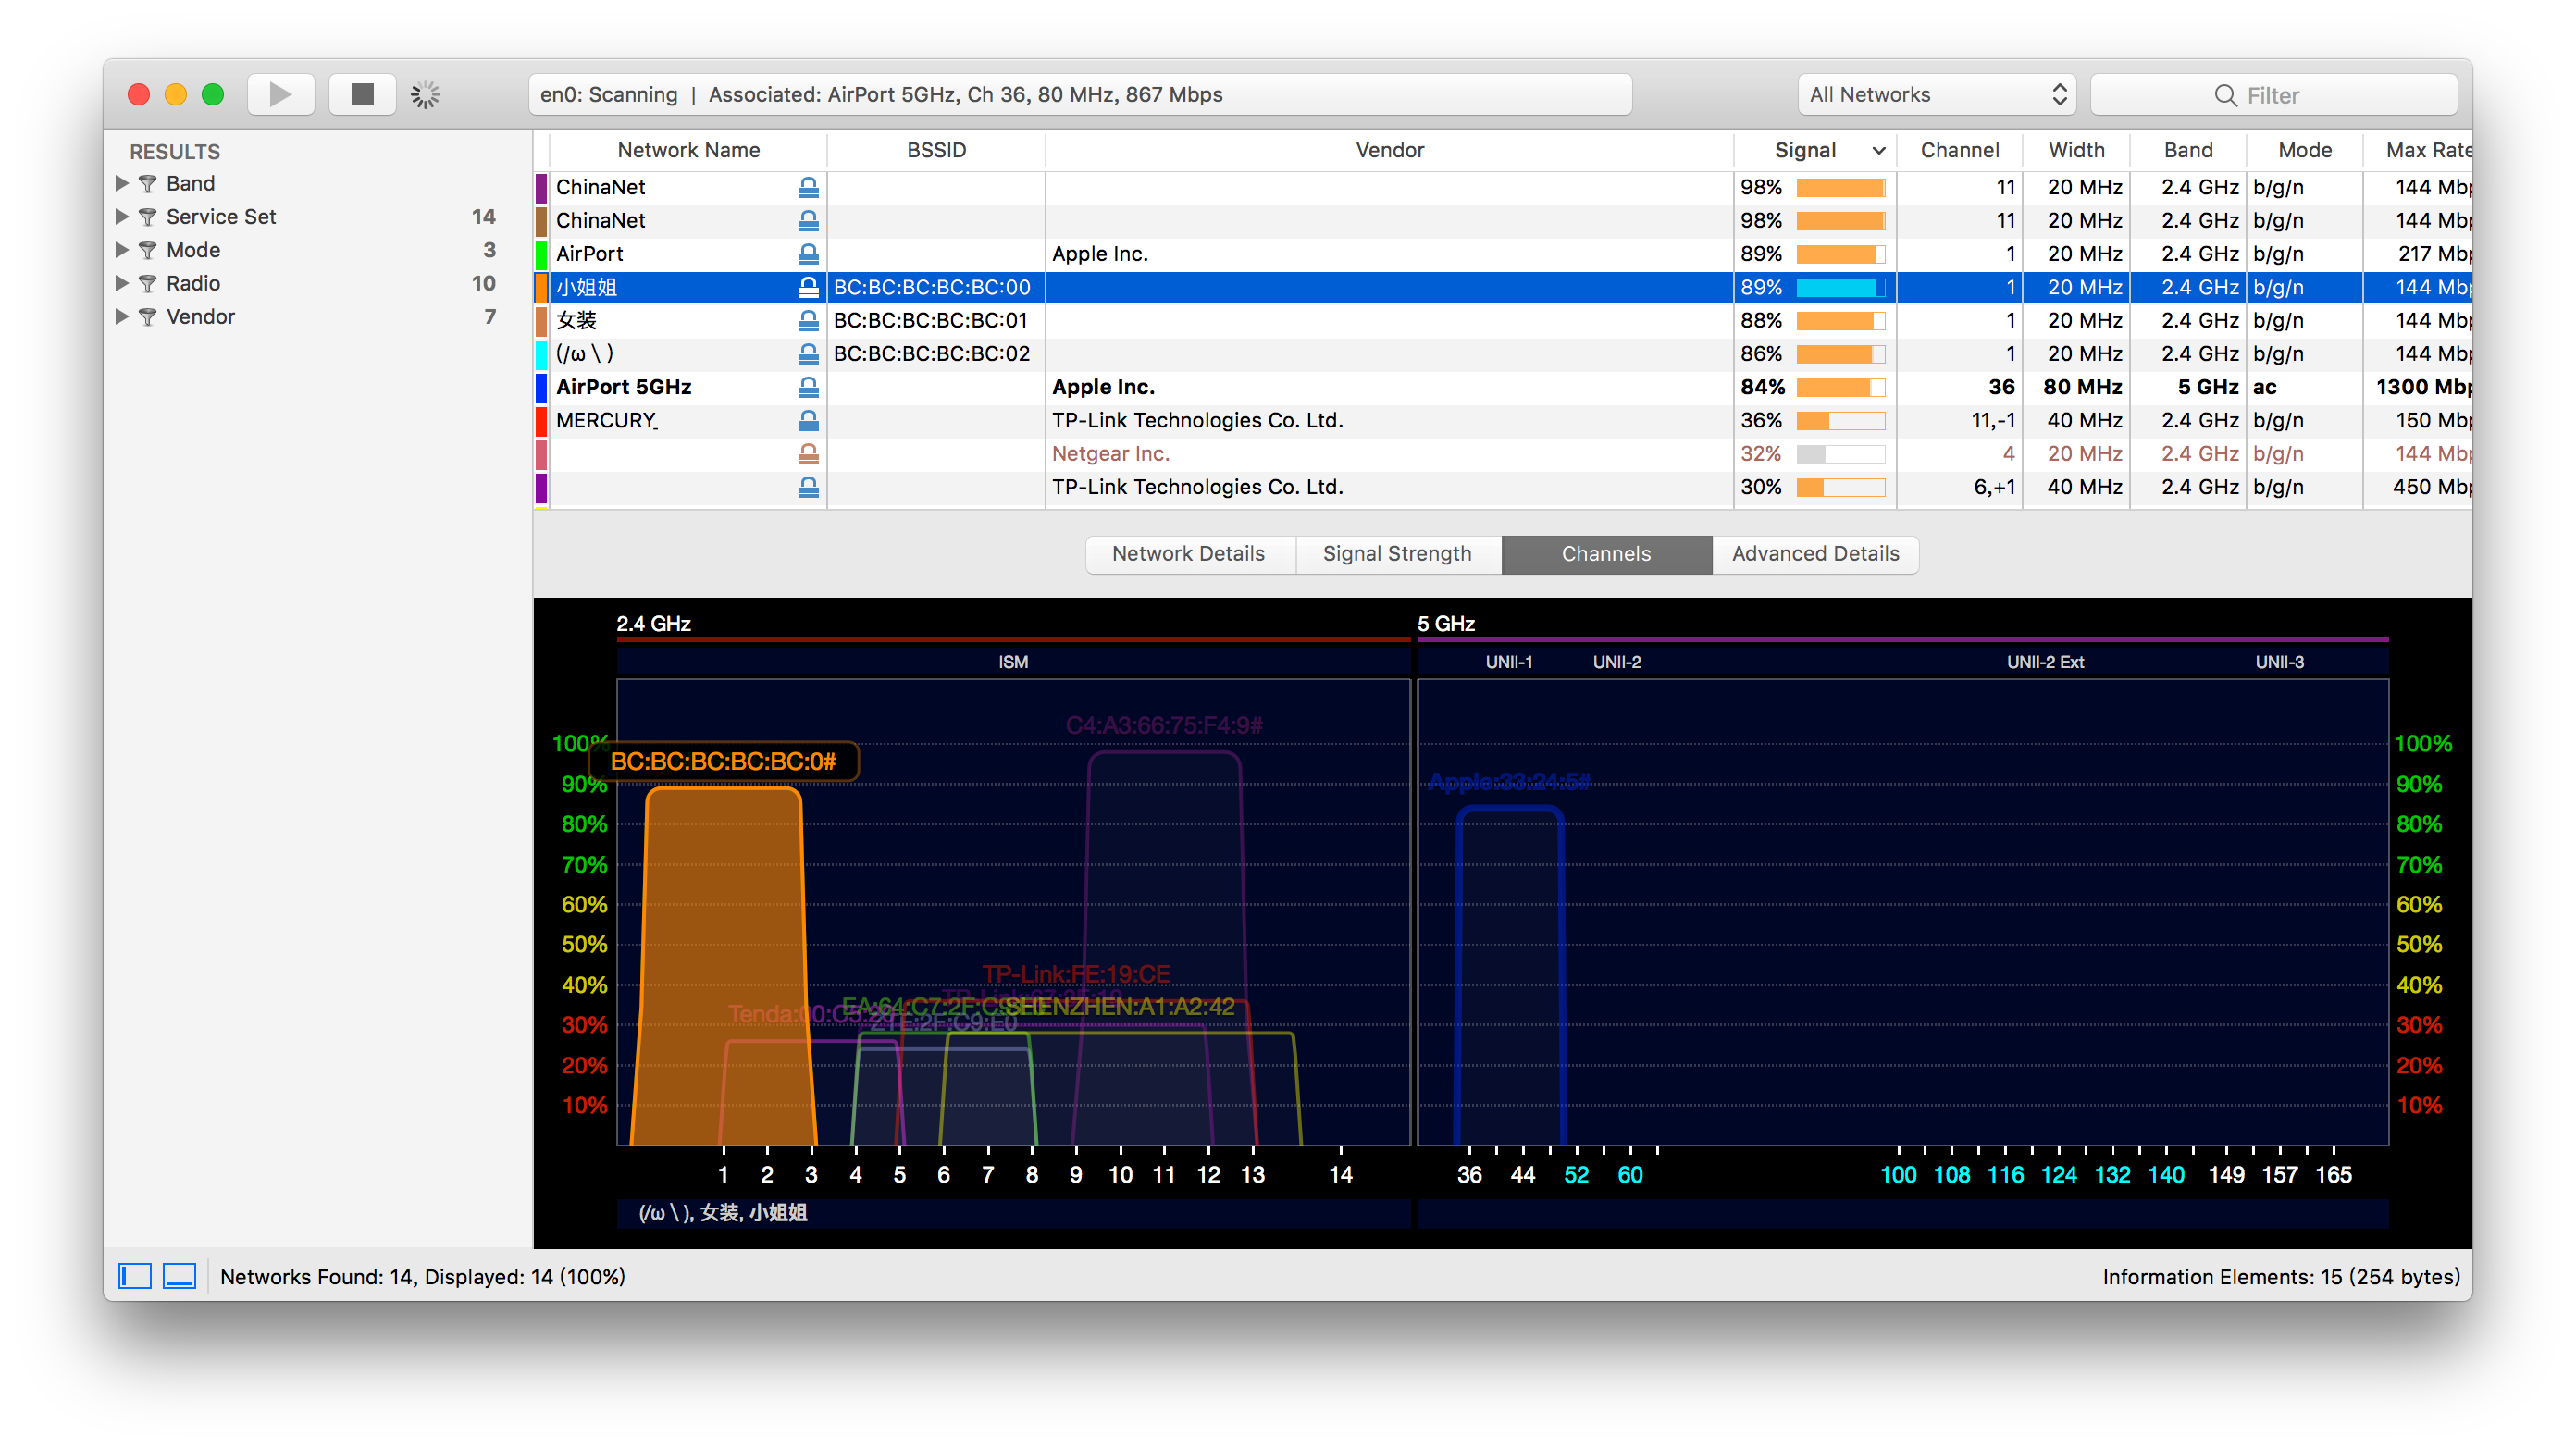 en0: Scanning | Associated: AirPort 5GHz, Ch 36, 80 MHz, 867 Mbps
All Networks
Filter
RESULTS
Band
Service Set 14
Mode 3
Radio 10
Vendor 7
Network Name BSSID Vendor Signal Channel Width Band Mode Max Rate
ChinaNet 98% 11 20 MHz 2.4 GHz b/g/n 144 Mbp
ChinaNet 98% 11 20 MHz 2.4 GHz b/g/n 144 Mbp
AirPort Apple Inc. 89% 1 20 MHz 2.4 GHz b/g/n 217 Mbp
小姐姐 BC:BC:BC:BC:BC:00 89% 1 20 MHz 2.4 GHz b/g/n 144 Mbp
女装 BC:BC:BC:BC:BC:01 88% 1 20 MHz 2.4 GHz b/g/n 144 Mbp
(/ω\) BC:BC:BC:BC:BC:02 86% 1 20 MHz 2.4 GHz b/g/n 144 Mbp
AirPort 5GHz Apple Inc. 84% 36 80 MHz 5 GHz ac 1300 Mbp
MERCURY_ TP-Link Technologies Co. Ltd. 36% 11,-1 40 MHz 2.4 GHz b/g/n 150 Mbp
Netgear Inc. 32% 4 20 MHz 2.4 GHz b/g/n 144 Mbp
TP-Link Technologies Co. Ltd. 30% 6,+1 40 MHz 2.4 GHz b/g/n 450 Mbp
Network Details Signal Strength Channels Advanced Details
2.4 GHz 5 GHz
ISM UNII-1 UNII-2 UNII-2 Ext UNII-3
C4:A3:66:75:F4:9#
100% 100%
BC:BC:BC:BC:BC:0#
Apple:33:24:5#
90% 90%
80% 80%
70% 70%
60% 60%
50% 50%
TP-Link:FE:19:CE
40% 40%
SHENZHEN:A1:A2:42
30% 30%
20% 20%
10% 10%
1 2 3 4 5 6 7 8 9 10 11 12 13 14 36 44 52 60 100 108 116 124 132 140 149 157 165
(/ω\), 女装, 小姐姐
Networks Found: 14, Displayed: 14 (100%)
Information Elements: 15 (254 bytes)